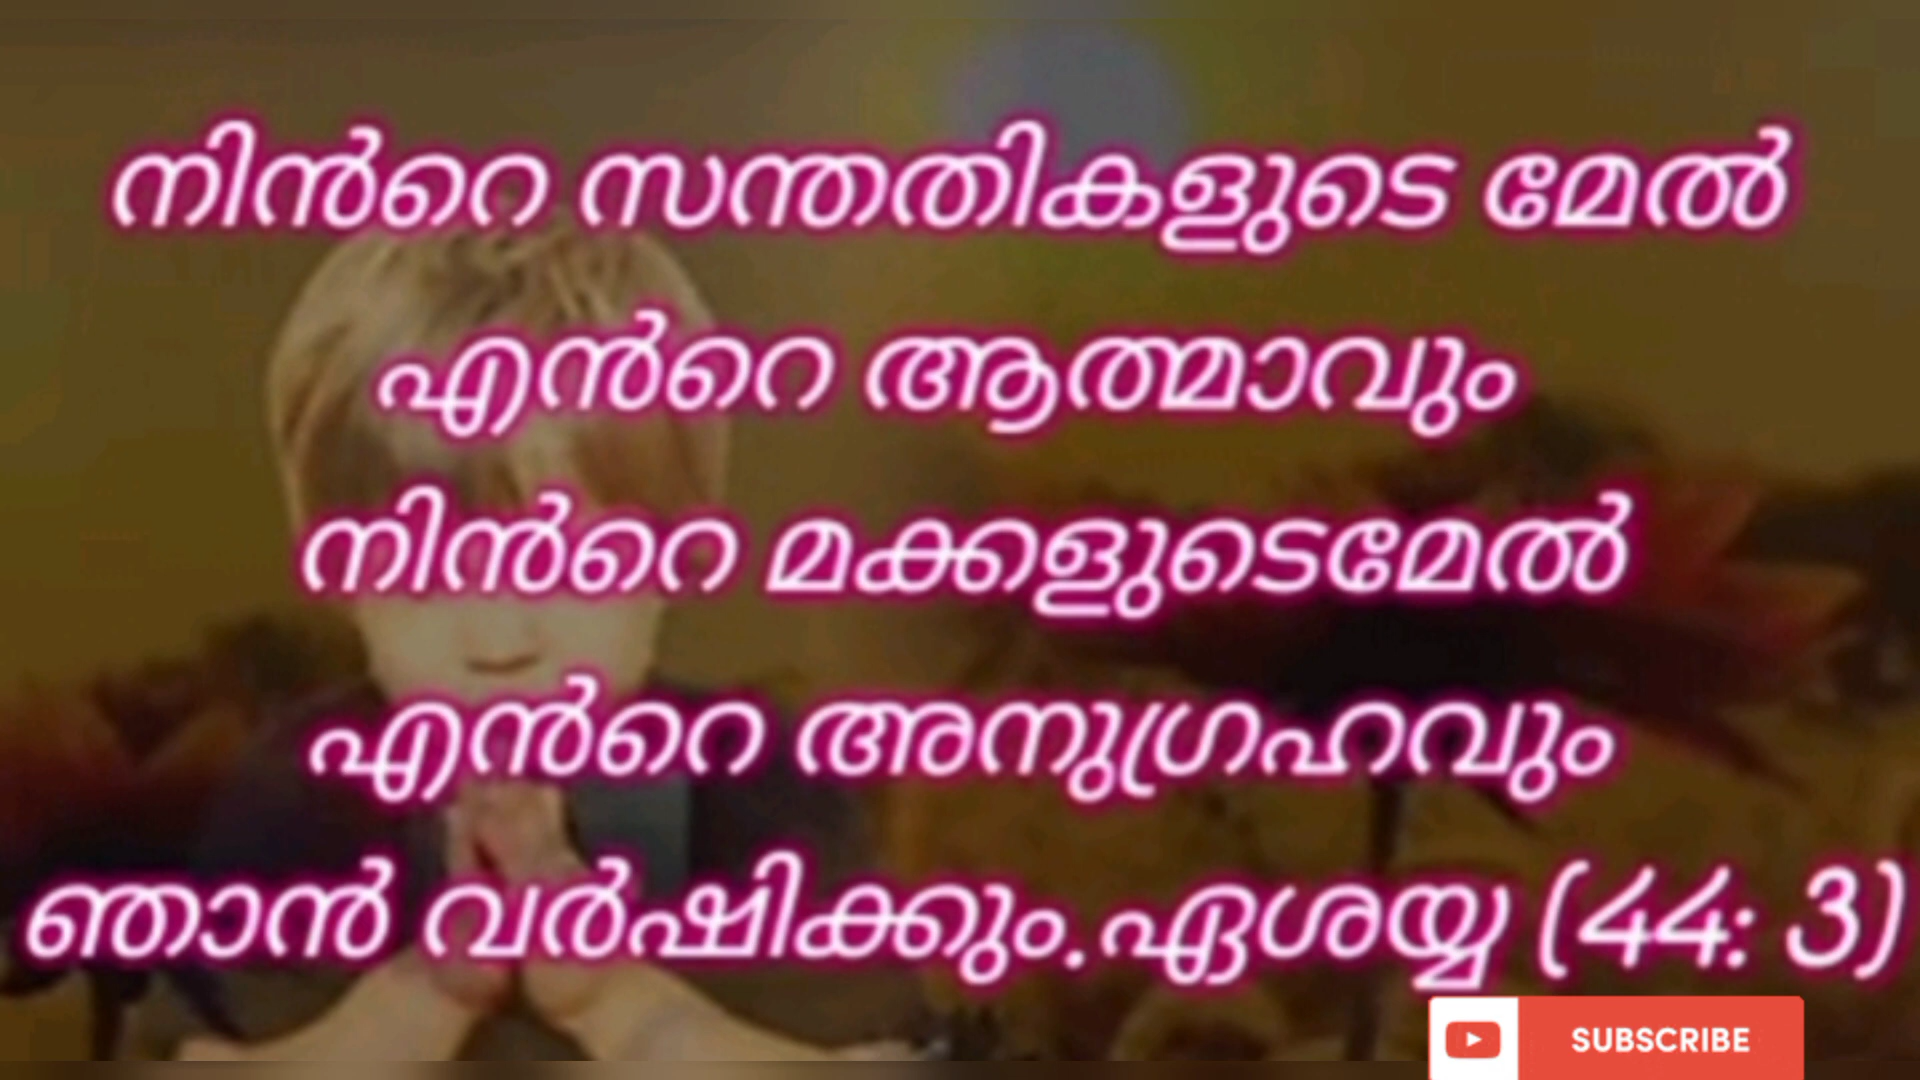 നിൻറെ സന്തതികളുടെ മേൽ
എൻറെ ആത്മാവും
നിൻറെ മക്കളുടെമേൽ
എൻറെ അനുഗ്രഹവും
ഞാൻ വർഷിക്കും.ഏശയ്യ (44: 3)
SUBSCRIBE